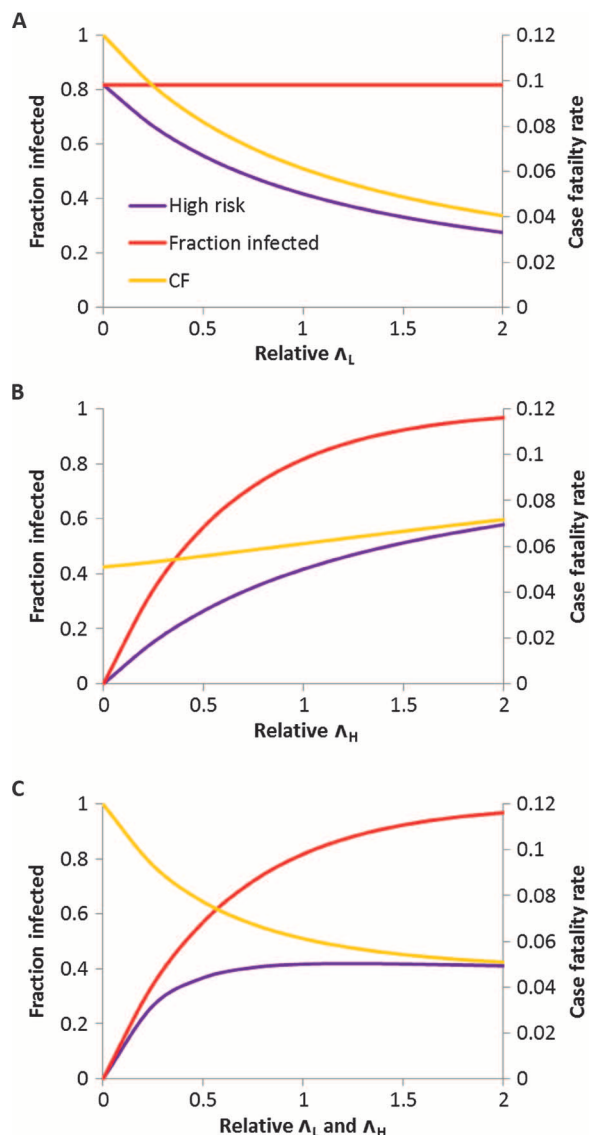 A
1
0.8
0.6
0.4
0.2
0
Fraction infected
0.12
0.1
0.08
0.06
0.04
0.02
0
Case fatailty rate
High risk
Fraction infected
CF
0 0.5 1 1.5 2
Relative Λ_L
B
1
0.8
0.6
0.4
0.2
0
Fraction infected
0.12
0.1
0.08
0.06
0.04
0.02
0
Case fatality rate
0 0.5 1 1.5 2
Relative Λ_H
C
1
0.8
0.6
0.4
0.2
0
Fraction infected
0.12
0.1
0.08
0.06
0.04
0.02
0
Case fatality rate
0 0.5 1 1.5 2
Relative Λ_L and Λ_H